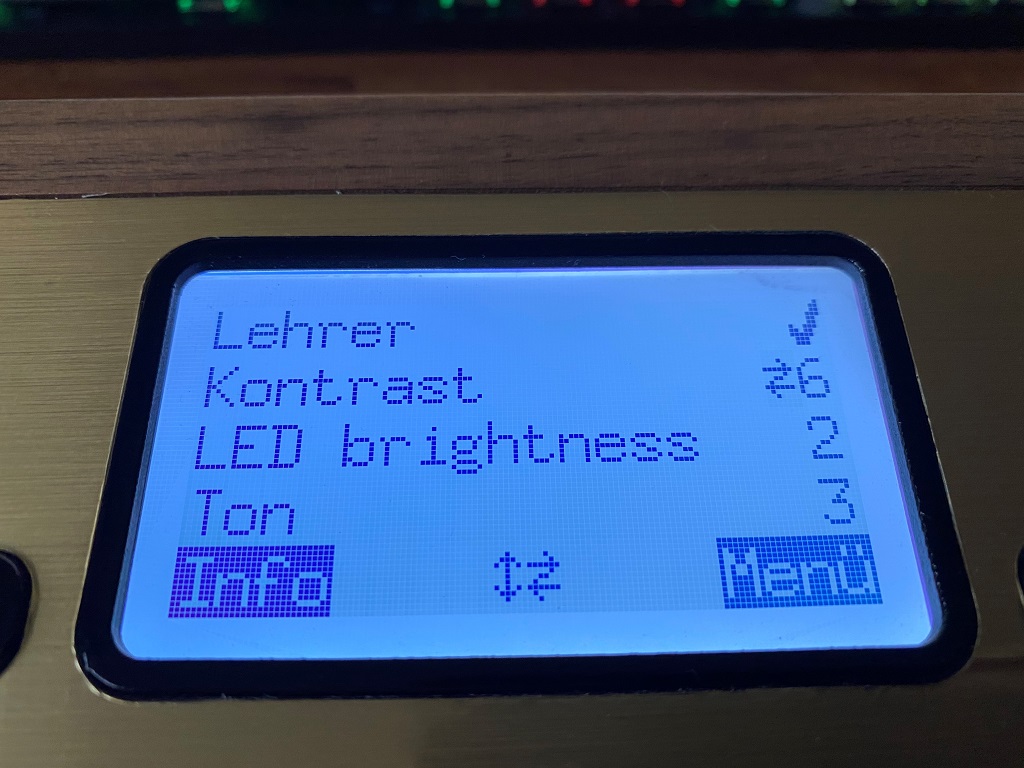 Lehrer ✓
Kontrast ⇄6
LED brightness 2
Ton 3
Info ↕⇄ Menü